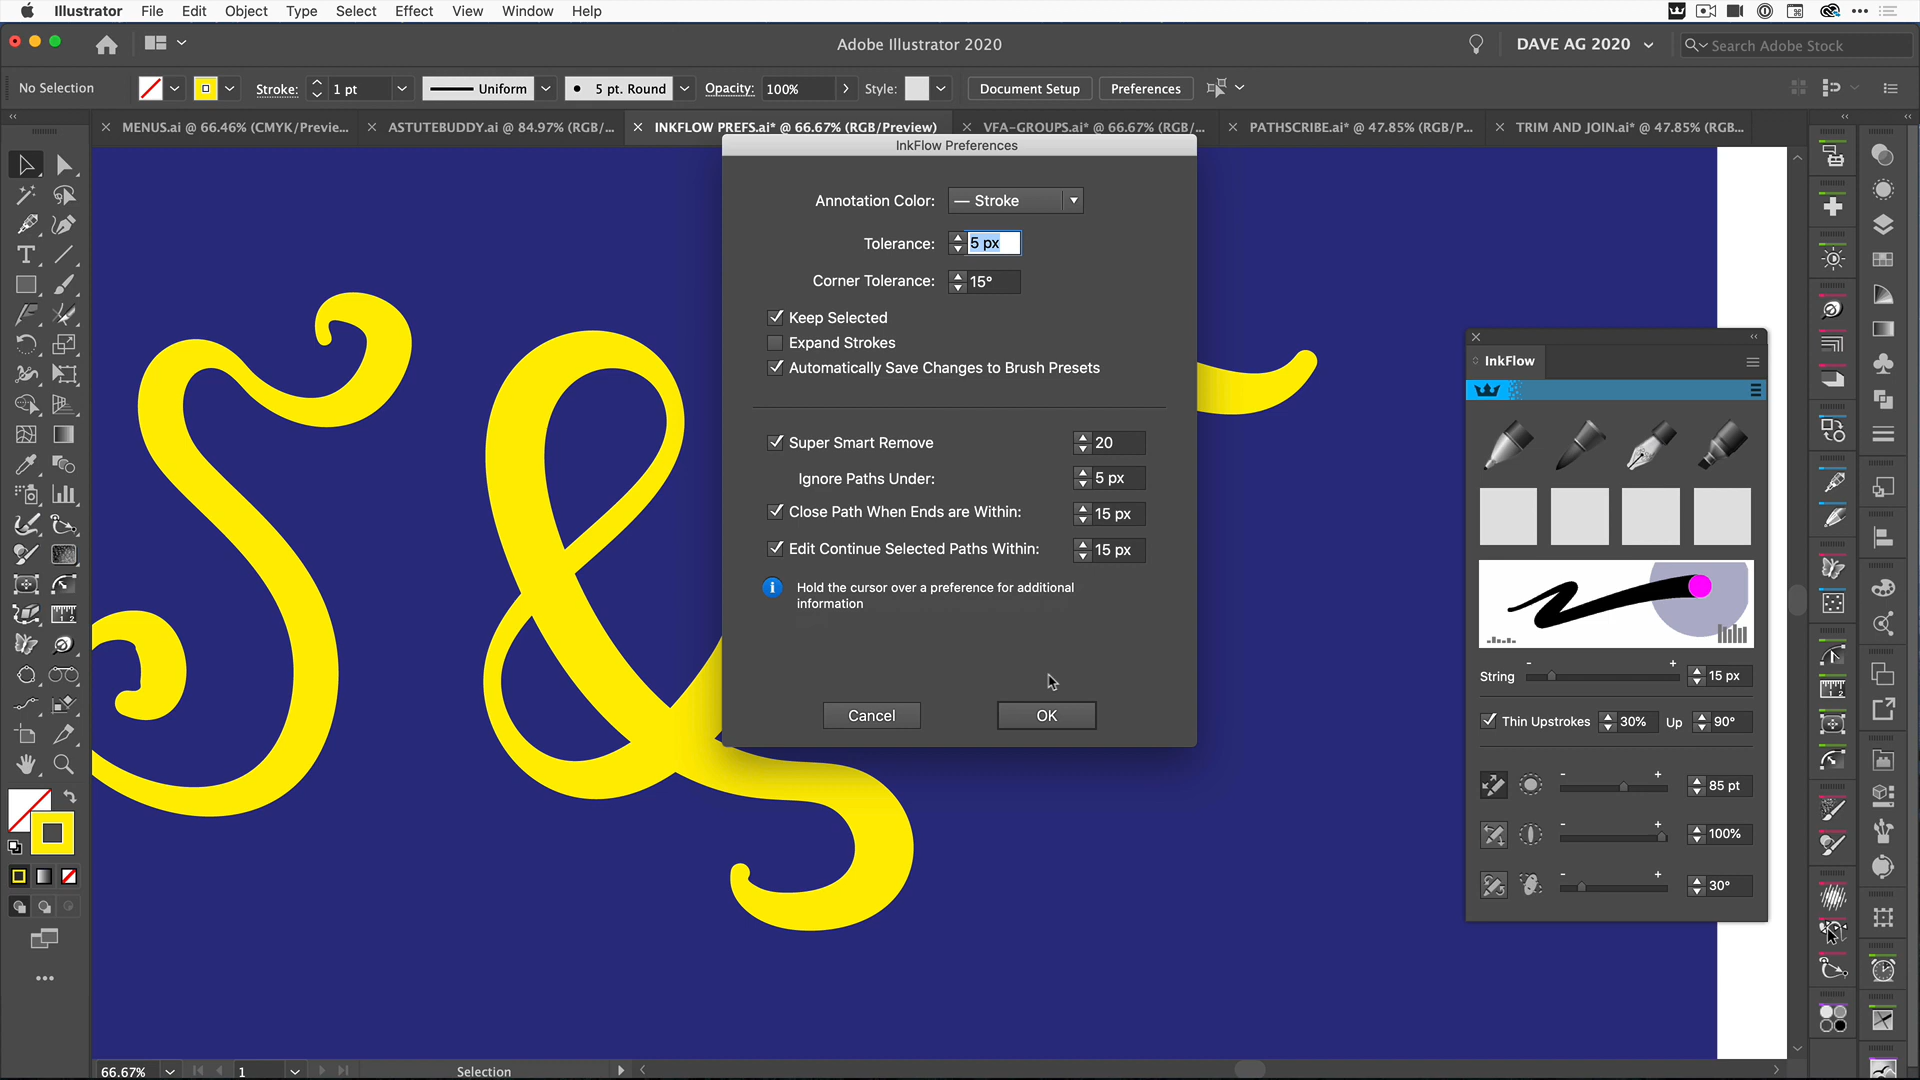 Illustrator File Edit Object Type Select Effect View Window Help
Adobe Illustrator 2020
DAVE AG 2020
Search Adobe Stock
No Selection
Stroke: 1 pt
Uniform
5 pt. Round
Opacity: 100%
Style:
Document Setup
Preferences
MENUS.ai @ 66.46% (CMYK/Previe...
ASTUTEBUDDY.ai @ 84.97% (RGB/...
INKFLOW PREFS.ai* @ 66.67% (RGB/Preview)
VFA-GROUPS.ai* @ 66.67% (RGB/...
PATHSCRIBE.ai* @ 47.85% (RGB/P...
TRIM AND JOIN.ai* @ 47.85% (RGB...
InkFlow Preferences
Annotation Color: — Stroke
Tolerance: 5 px
Corner Tolerance: 15°
Keep Selected
Expand Strokes
Automatically Save Changes to Brush Presets
Super Smart Remove 20
Ignore Paths Under: 5 px
Close Path When Ends are Within: 15 px
Edit Continue Selected Paths Within: 15 px
Hold the cursor over a preference for additional
information
Cancel
OK
S&
InkFlow
String - + 15 px
Thin Upstrokes 30% Up 90°
- + 85 pt
- + 100%
- + 30°
66.67%
1
Selection